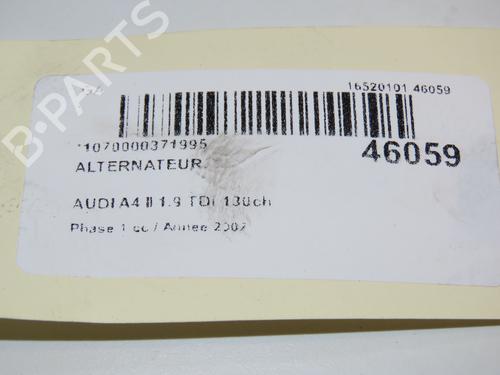 B-PARTS
16520101 46059
*1070000371995
46059
ALTERNATEUR
AUDI A4 II 1.9 TDI 130ch
Phase 1 cc / Annee 2002